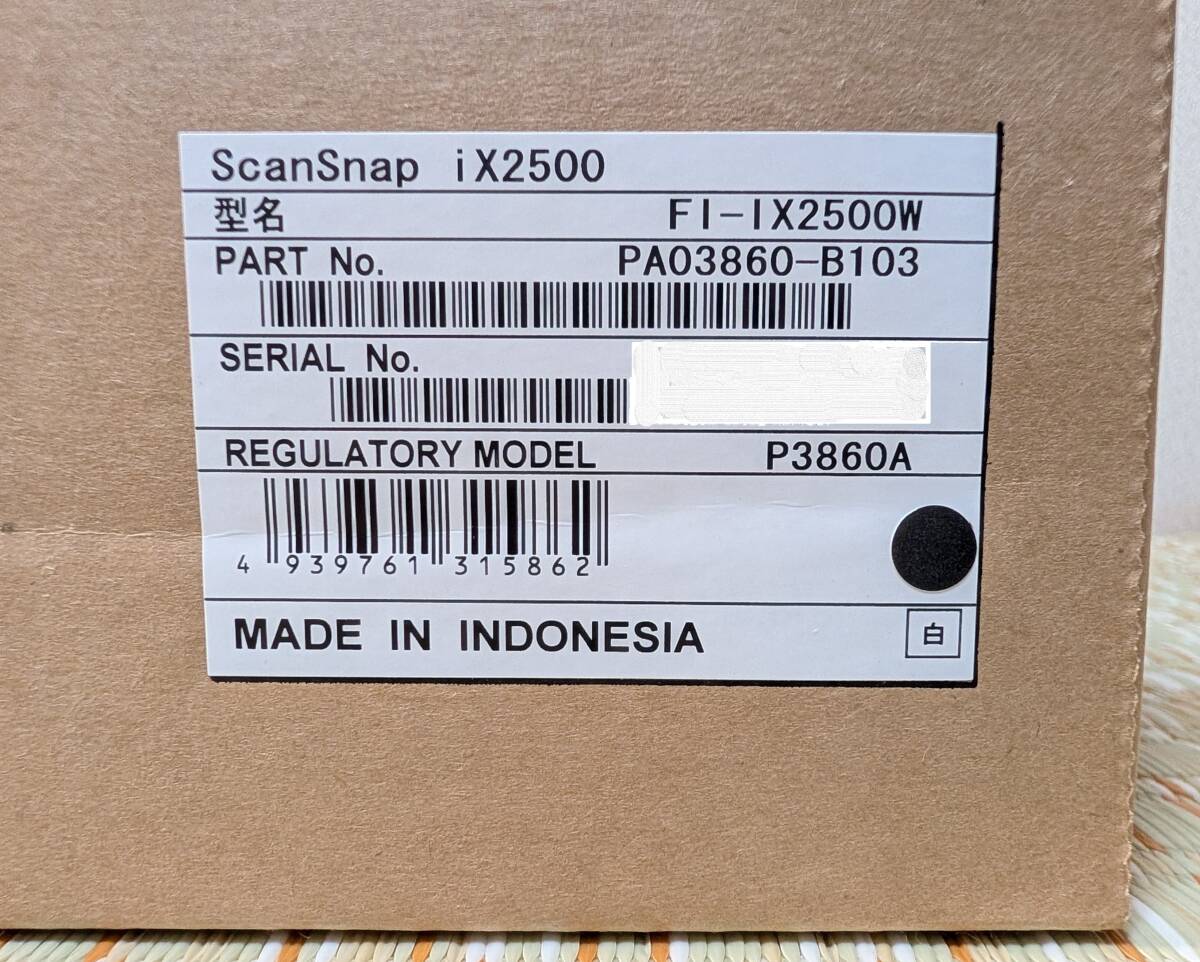 ScanSnap iX2500
型名 FI-IX2500W
PART No. PA03860-B103
SERIAL No.
REGULATORY MODEL P3860A
4 939761 315862
MADE IN INDONESIA 白